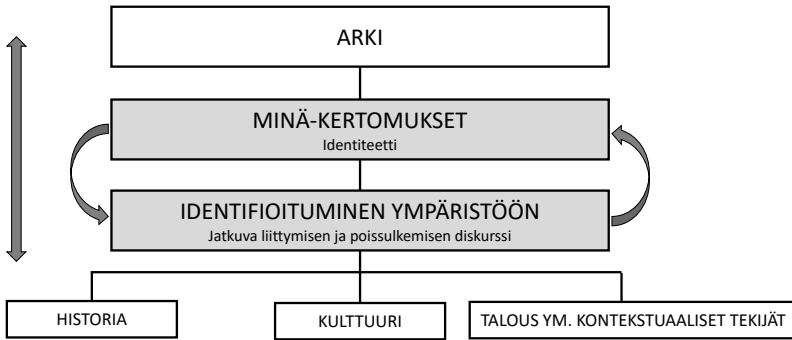 ARKI
MINÄ-KERTOMUKSET
Identiteetti
IDENTIFIOITUMINEN YMPÄRISTÖÖN
Jatkuva liittymisen ja poissulkemisen diskurssi
HISTORIA
KULTTUURI
TALOUS YM. KONTEKSTUAALISET TEKIJÄT